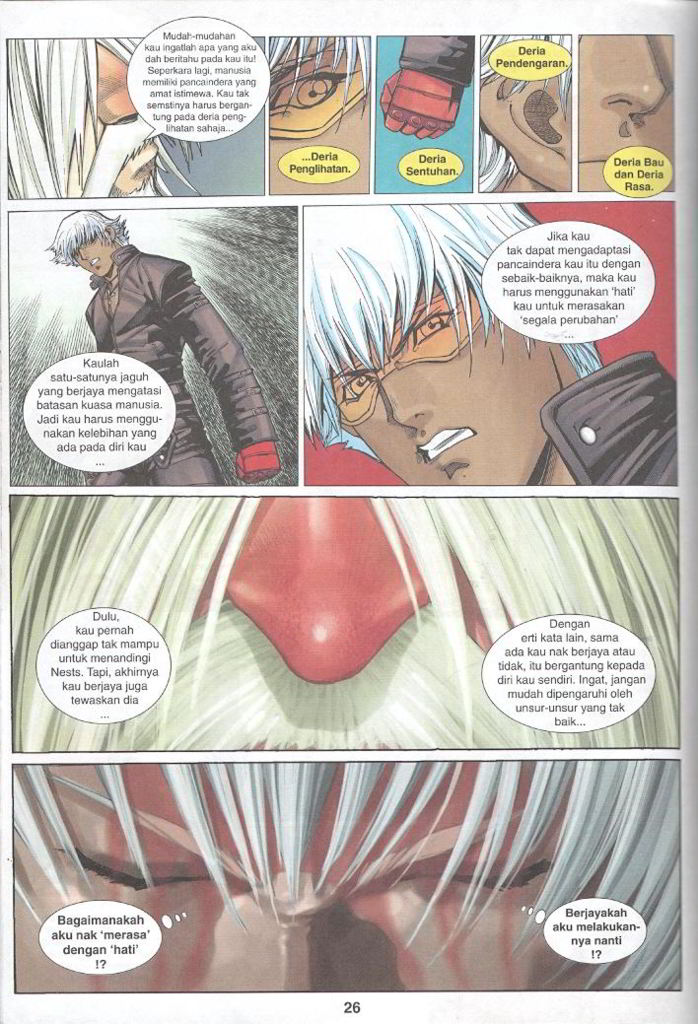 Mudah-mudahan
kau ingatlah apa yang aku
dah beritahu pada kau itu!
Seperkara lagi, manusia
memiliki pancaindera yang
amat istimewa. Kau tak
semstinya harus bergan-
tung pada deria peng-
lihatan sahaja...
...Deria
Penglihatan.
Deria
Sentuhan.
Deria
Pendengaran.
Deria Bau
dan Deria
Rasa.
Kaulah
satu-satunya jaguh
yang berjaya mengatasi
batasan kuasa manusia.
Jadi kau harus menggu-
nakan kelebihan yang
ada pada diri kau
...
Jika kau
tak dapat mengadaptasi
pancaindera kau itu dengan
sebaik-baiknya, maka kau
harus menggunakan 'hati'
kau untuk merasakan
'segala perubahan'
...
Dulu,
kau pernah
dianggap tak mampu
untuk menandingi
Nests. Tapi, akhirnya
kau berjaya juga
tewaskan dia
...
Dengan
erti kata lain, sama
ada kau nak berjaya atau
tidak, itu bergantung kepada
diri kau sendiri. Ingat, jangan
mudah dipengaruhi oleh
unsur-unsur yang tak
baik...
Bagaimanakah
aku nak 'merasa'
dengan 'hati'
!?
Berjayakah
aku melakukan-
nya nanti
!?
26